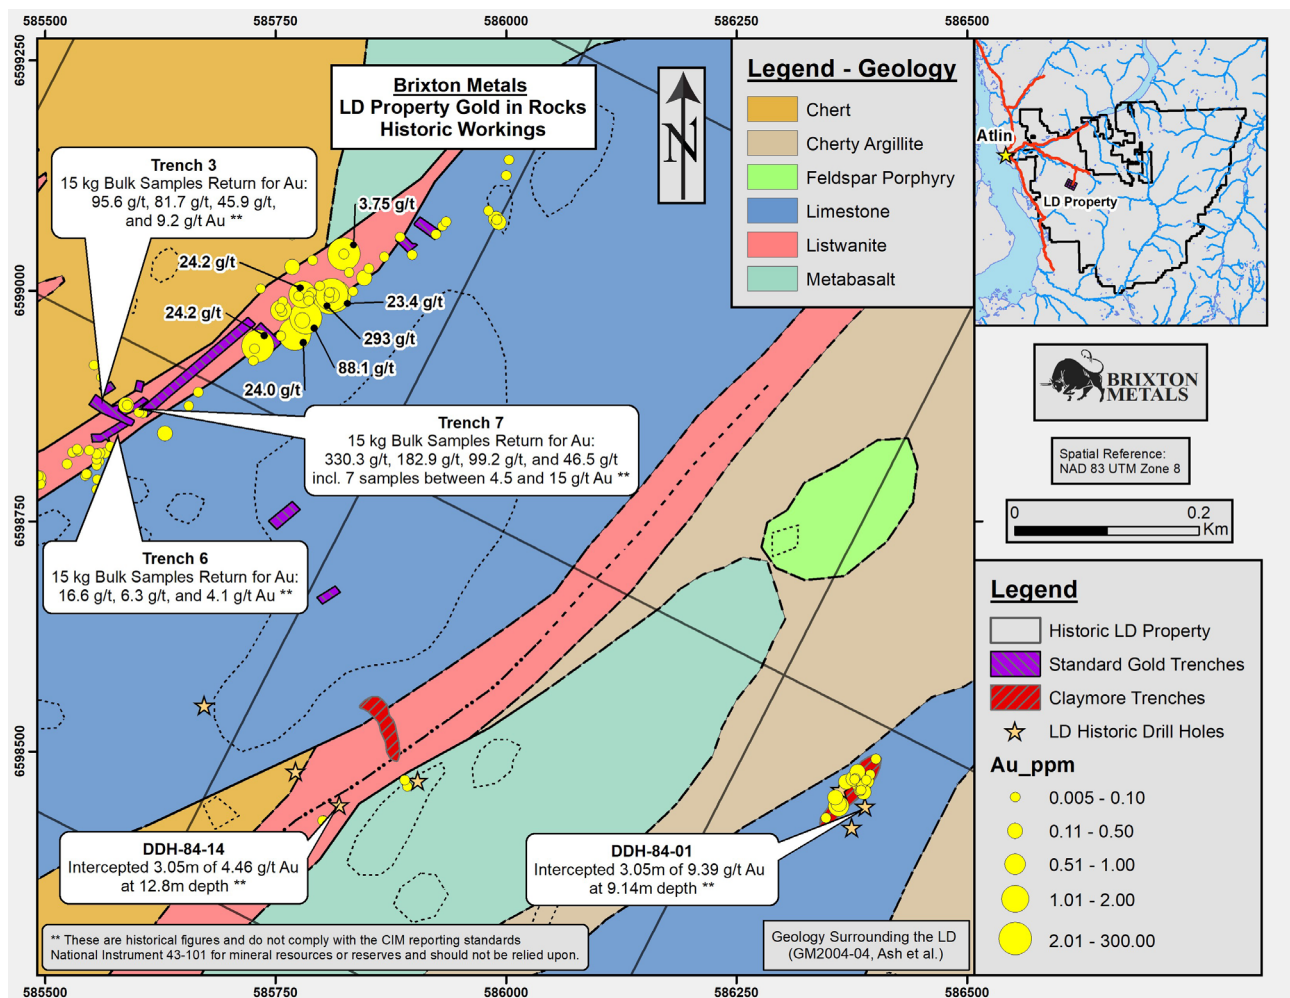 585500 585750 586000 586250 586500
6599250
6599000
6598750
6598500
Brixton Metals
LD Property Gold in Rocks
Historic Workings
N
Trench 3
15 kg Bulk Samples Return for Au:
95.6 g/t, 81.7 g/t, 45.9 g/t,
and 9.2 g/t Au **
3.75 g/t
24.2 g/t
24.2 g/t
23.4 g/t
293 g/t
88.1 g/t
24.0 g/t
Trench 7
15 kg Bulk Samples Return for Au:
330.3 g/t, 182.9 g/t, 99.2 g/t, and 46.5 g/t
incl. 7 samples between 4.5 and 15 g/t Au **
Trench 6
15 kg Bulk Samples Return for Au:
16.6 g/t, 6.3 g/t, and 4.1 g/t Au **
DDH-84-14
Intercepted 3.05m of 4.46 g/t Au
at 12.8m depth **
DDH-84-01
Intercepted 3.05m of 9.39 g/t Au
at 9.14m depth **
** These are historical figures and do not comply with the CIM reporting standards
National Instrument 43-101 for mineral resources or reserves and should not be relied upon.
Geology Surrounding the LD
(GM2004-04, Ash et al.)
585500 585750 586000 586250 586500
Legend - Geology
Chert
Cherty Argillite
Feldspar Porphyry
Limestone
Listwanite
Metabasalt
Atlin
LD Property
BRIXTON
METALS
Spatial Reference:
NAD 83 UTM Zone 8
0 0.2
Km
Legend
Historic LD Property
Standard Gold Trenches
Claymore Trenches
LD Historic Drill Holes
Au_ppm
0.005 - 0.10
0.11 - 0.50
0.51 - 1.00
1.01 - 2.00
2.01 - 300.00